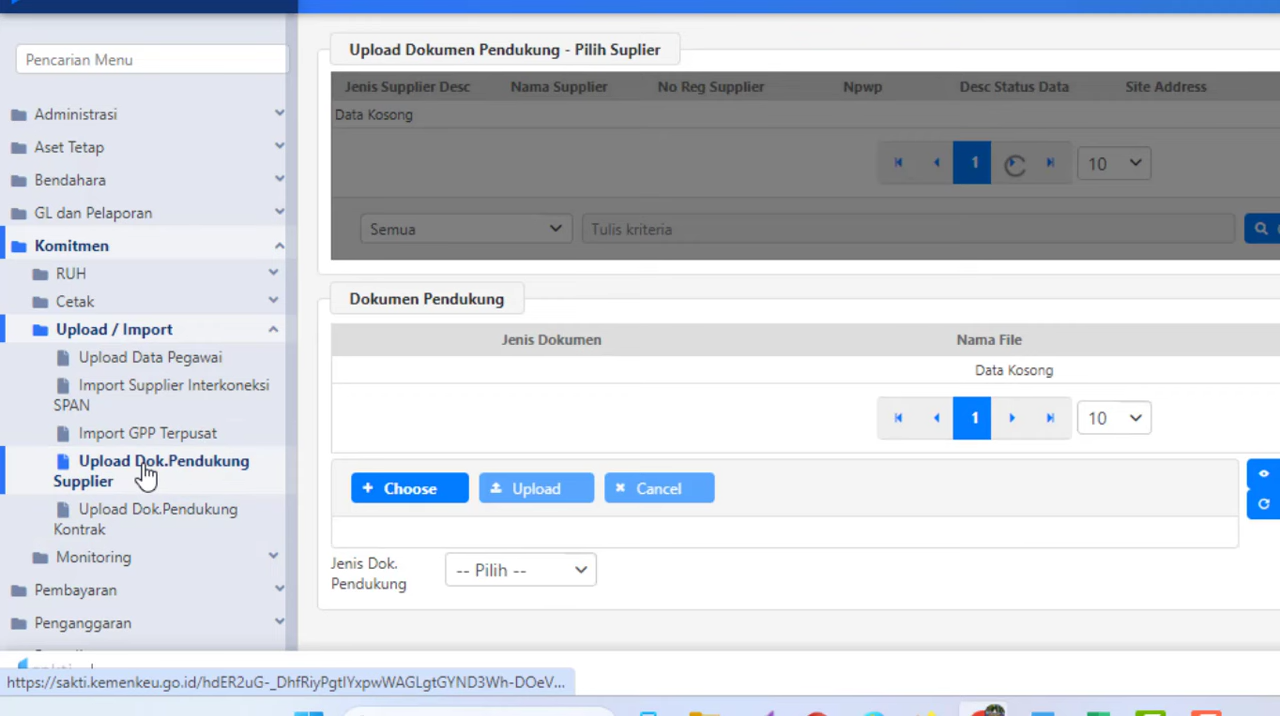 Pencarian Menu
Administrasi
Aset Tetap
Bendahara
GL dan Pelaporan
Komitmen
RUH
Cetak
Upload / Import
Upload Data Pegawai
Import Supplier Interkoneksi
SPAN
Import GPP Terpusat
Upload Dok.Pendukung
Supplier
Upload Dok.Pendukung
Kontrak
Monitoring
Pembayaran
Penganggaran
Upload Dokumen Pendukung - Pilih Suplier
Jenis Supplier Desc Nama Supplier No Reg Supplier Npwp Desc Status Data Site Address
Data Kosong
1 10
Semua Tulis kriteria
Dokumen Pendukung
Jenis Dokumen Nama File
Data Kosong
1 10
+ Choose Upload × Cancel
Jenis Dok.
Pendukung
-- Pilih --
https://sakti.kemenkeu.go.id/hdER2uG-_DhfRiyPgtIYxpwWAGLgtGYND3Wh-DOeV...